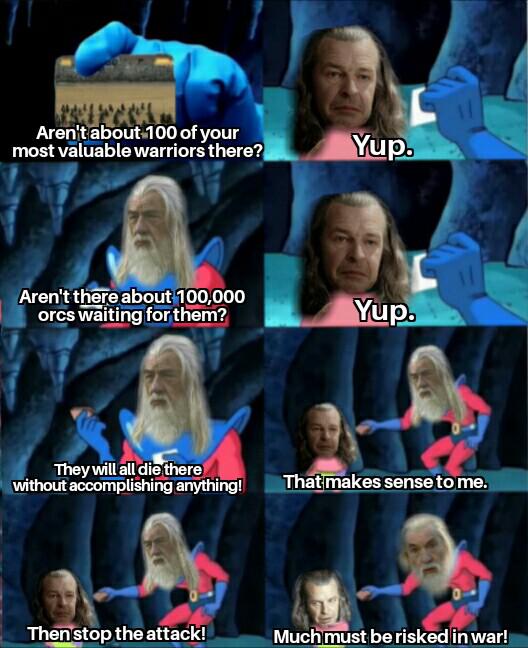 Aren't about 100 of your
most valuable warriors there?
Yup.
Aren't there about 100,000
orcs waiting for them?
Yup.
They will all die there
without accomplishing anything!
That makes sense to me.
Then stop the attack!
Much must be risked in war!